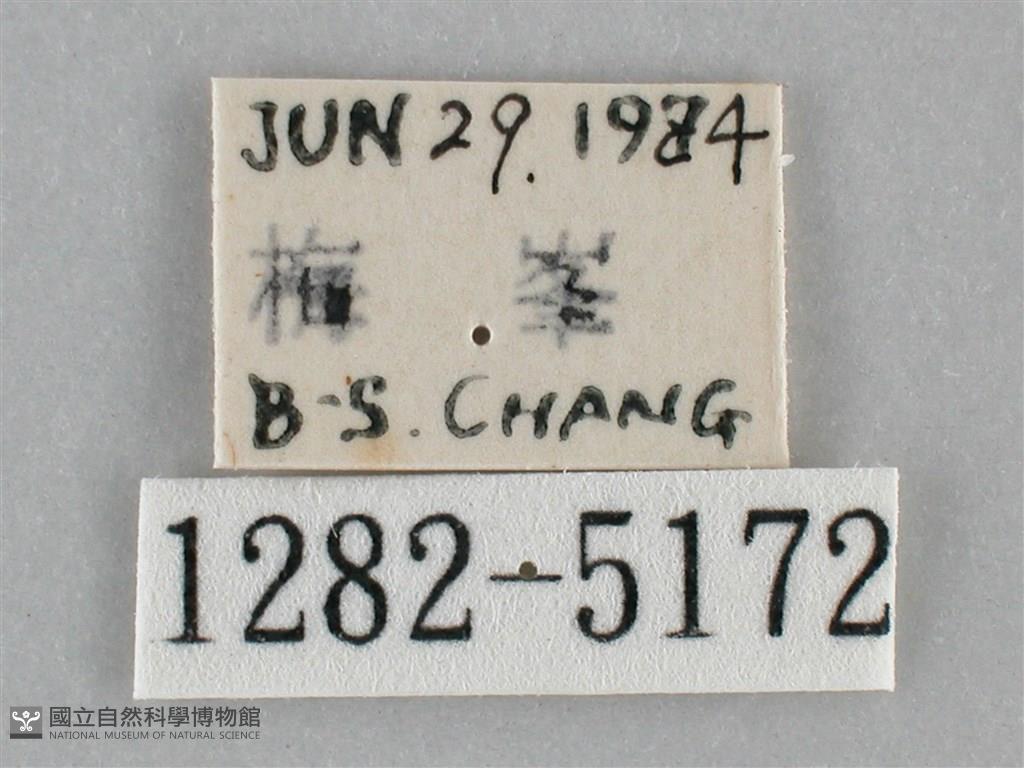 JUN 29. 1984
梅 峯
B-S. CHANG
1282-5172
國立自然科學博物館
NATIONAL MUSEUM OF NATURAL SCIENCE